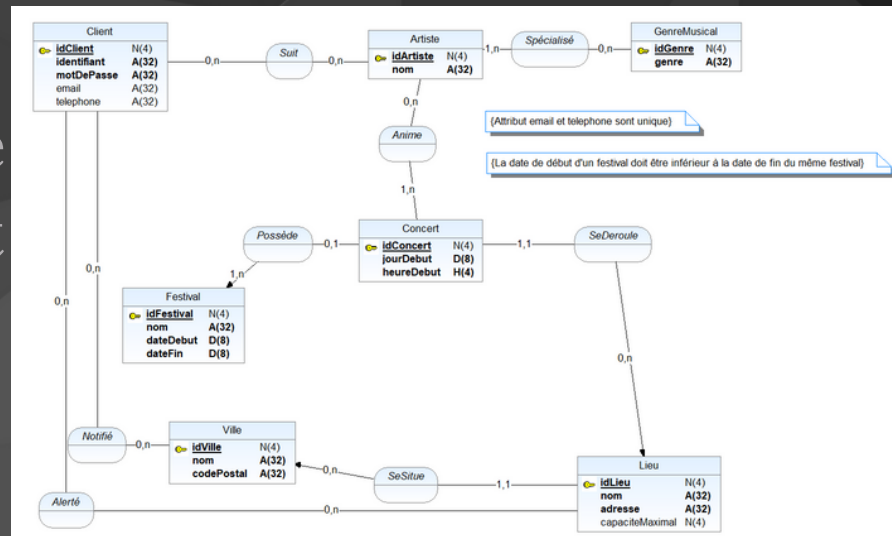 Client
idClient N(4)
identifiant A(32)
motDePasse A(32)
email A(32)
telephone A(32)
0,n
Suit
0,n
Artiste
idArtiste N(4)
nom A(32)
1,n
Spécialisé
0,n
GenreMusical
idGenre N(4)
genre A(32)
0,n
Anime
1,n
{Attribut email et telephone sont unique}
{La date de début d'un festival doit être inférieur à la date de fin du même festival}
Possède
0,1
1,n
Concert
idConcert N(4)
jourDebut D(8)
heureDebut H(4)
1,1
SeDeroule
0,n
Festival
idFestival N(4)
nom A(32)
dateDebut D(8)
dateFin D(8)
0,n
0,n
Notifié
0,n
Ville
idVille N(4)
nom A(32)
codePostal A(32)
0,n
SeSitue
1,1
Lieu
idLieu N(4)
nom A(32)
adresse A(32)
capaciteMaximal N(4)
Alerté
0,n